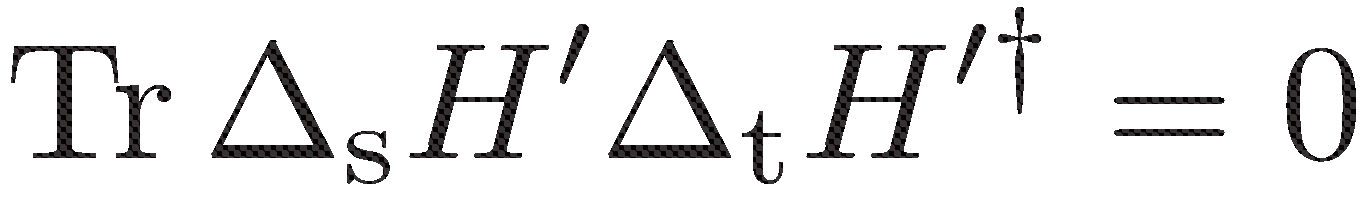 Tr Δ_s H′ Δ_t H′† = 0